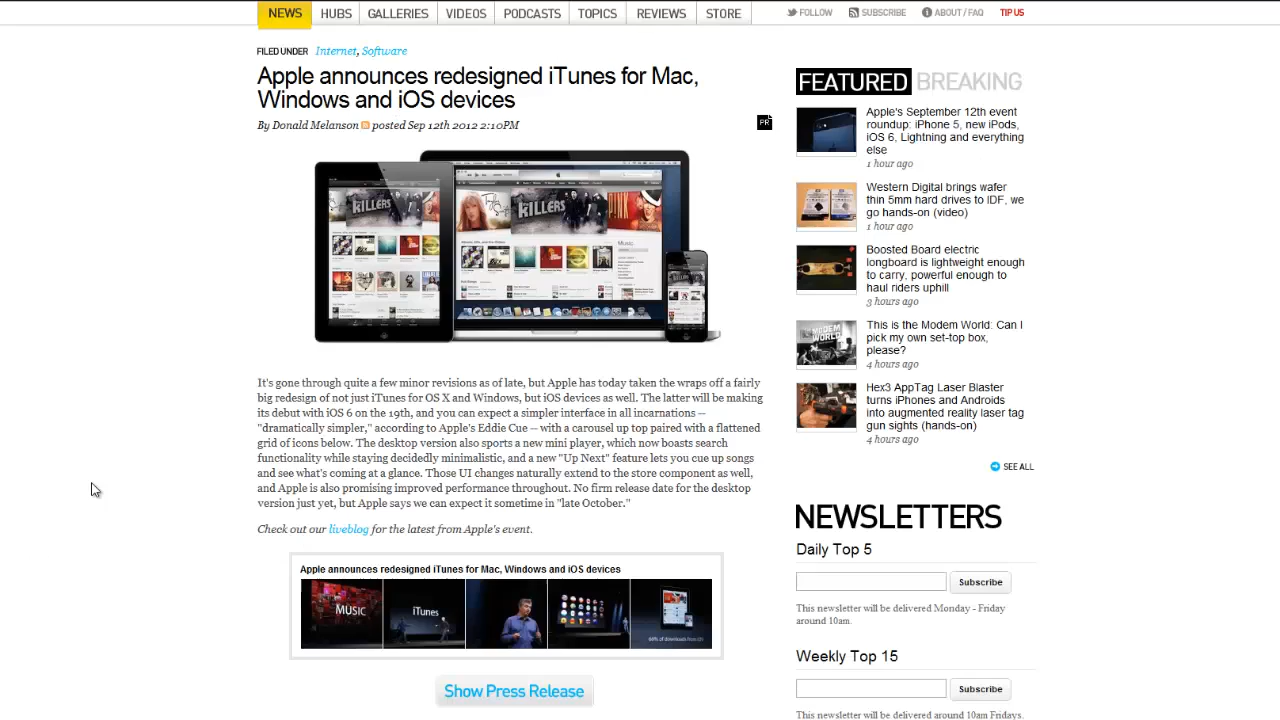 NEWS HUBS GALLERIES VIDEOS PODCASTS TOPICS REVIEWS STORE FOLLOW SUBSCRIBE ABOUT / FAQ TIP US
FILED UNDER Internet, Software
Apple announces redesigned iTunes for Mac,
Windows and iOS devices
By Donald Melanson posted Sep 12th 2012 2:10PM
PR
KILLERS
KILLERS
PINK
Music
It's gone through quite a few minor revisions as of late, but Apple has today taken the wraps off a fairly
big redesign of not just iTunes for OS X and Windows, but iOS devices as well. The latter will be making
its debut with iOS 6 on the 19th, and you can expect a simpler interface in all incarnations --
"dramatically simpler," according to Apple's Eddie Cue -- with a carousel up top paired with a flattened
grid of icons below. The desktop version also sports a new mini player, which now boasts search
functionality while staying decidedly minimalistic, and a new "Up Next" feature lets you cue up songs
and see what's coming at a glance. Those UI changes naturally extend to the store component as well,
and Apple is also promising improved performance throughout. No firm release date for the desktop
version just yet, but Apple says we can expect it sometime in "late October."
Check out our liveblog for the latest from Apple's event.
Apple announces redesigned iTunes for Mac, Windows and iOS devices
MUSIC
iTunes
66% of downloads from iOS
Show Press Release
FEATURED BREAKING
Apple's September 12th event
roundup: iPhone 5, new iPods,
iOS 6, Lightning and everything
else
1 hour ago
Western Digital brings wafer
thin 5mm hard drives to IDF, we
go hands-on (video)
1 hour ago
Boosted Board electric
longboard is lightweight enough
to carry, powerful enough to
haul riders uphill
3 hours ago
MODEM
WORLD
This is the Modem World: Can I
pick my own set-top box,
please?
4 hours ago
Hex3 AppTag Laser Blaster
turns iPhones and Androids
into augmented reality laser tag
gun sights (hands-on)
4 hours ago
SEE ALL
NEWSLETTERS
Daily Top 5
Subscribe
This newsletter will be delivered Monday - Friday
around 10am.
Weekly Top 15
Subscribe
This newsletter will be delivered around 10am Fridays.